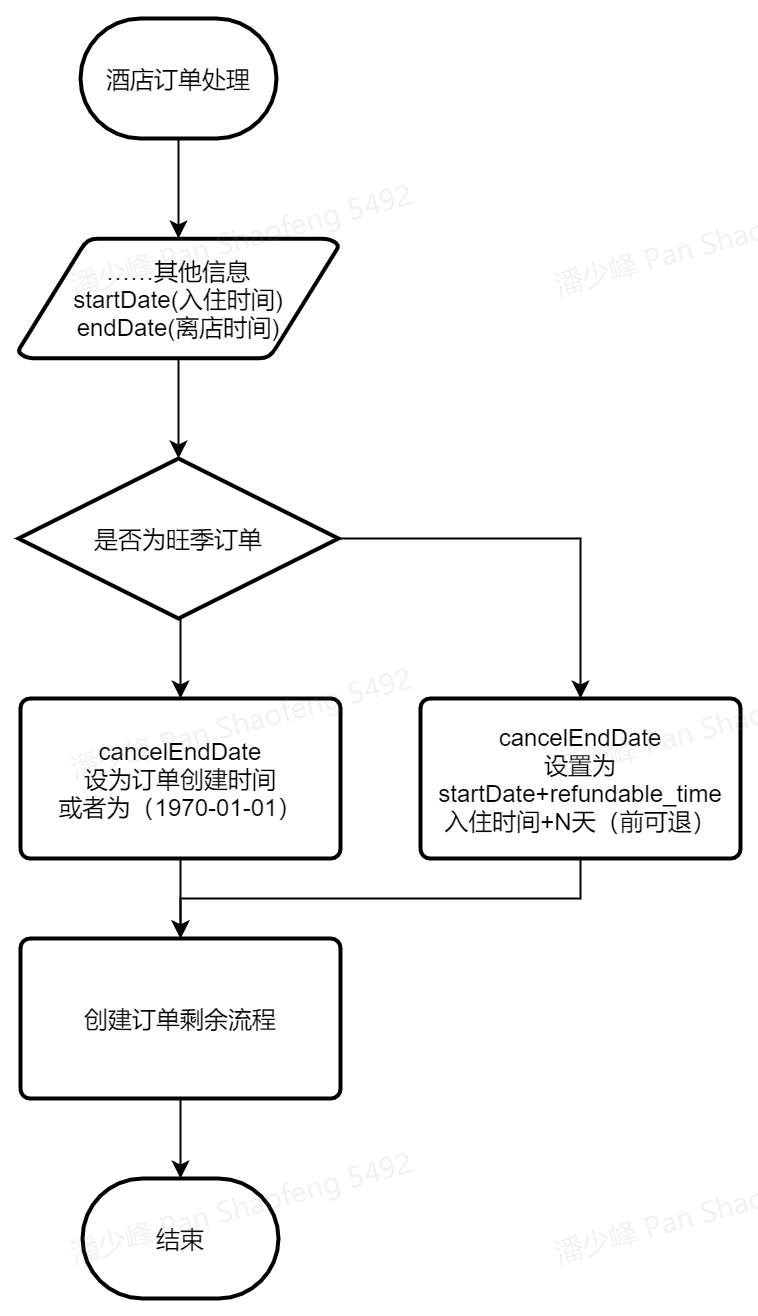 酒店订单处理
潘少峰 Pan Shaofeng 5492
潘少峰 Pan Shao
……其他信息
startDate(入住时间)
endDate(离店时间)
是否为旺季订单
潘少峰 Pan Shaofeng 5492
潘少峰 Pan Shao
cancelEndDate
设为订单创建时间
或者为（1970-01-01）
cancelEndDate
设置为
startDate+refundable_time
入住时间+N天（前可退）
创建订单剩余流程
潘少峰 Pan Shaofeng 5492
潘少峰 Pan Shao
结束